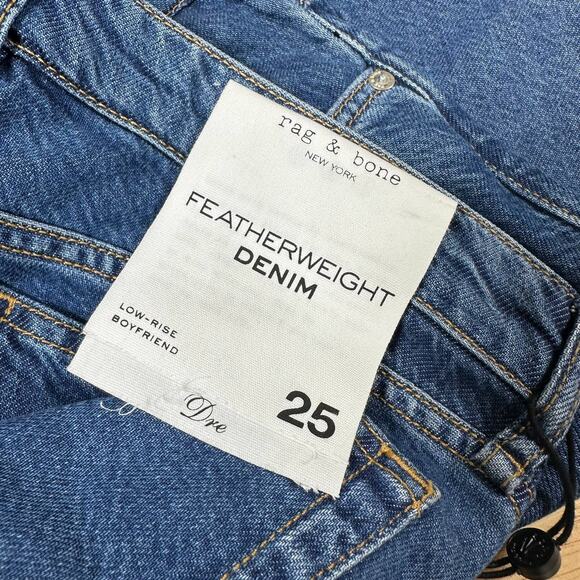 rag & bone
NEW YORK
FEATHERWEIGHT
DENIM
LOW-RISE
BOYFRIEND
Dre
25